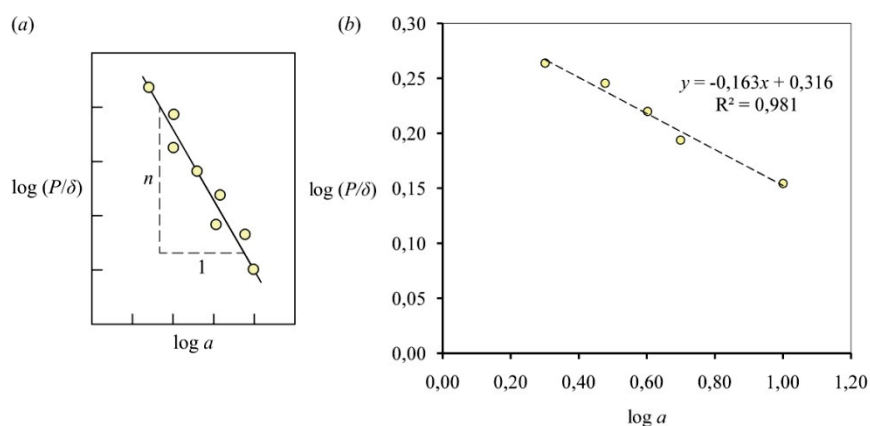 (a)
log (P/δ)
n
1
log a
(b)
0,30
0,25
0,20
0,15
0,10
0,05
0,00
log (P/δ)
y = -0,163x + 0,316
R² = 0,981
0,00 0,20 0,40 0,60 0,80 1,00 1,20
log a